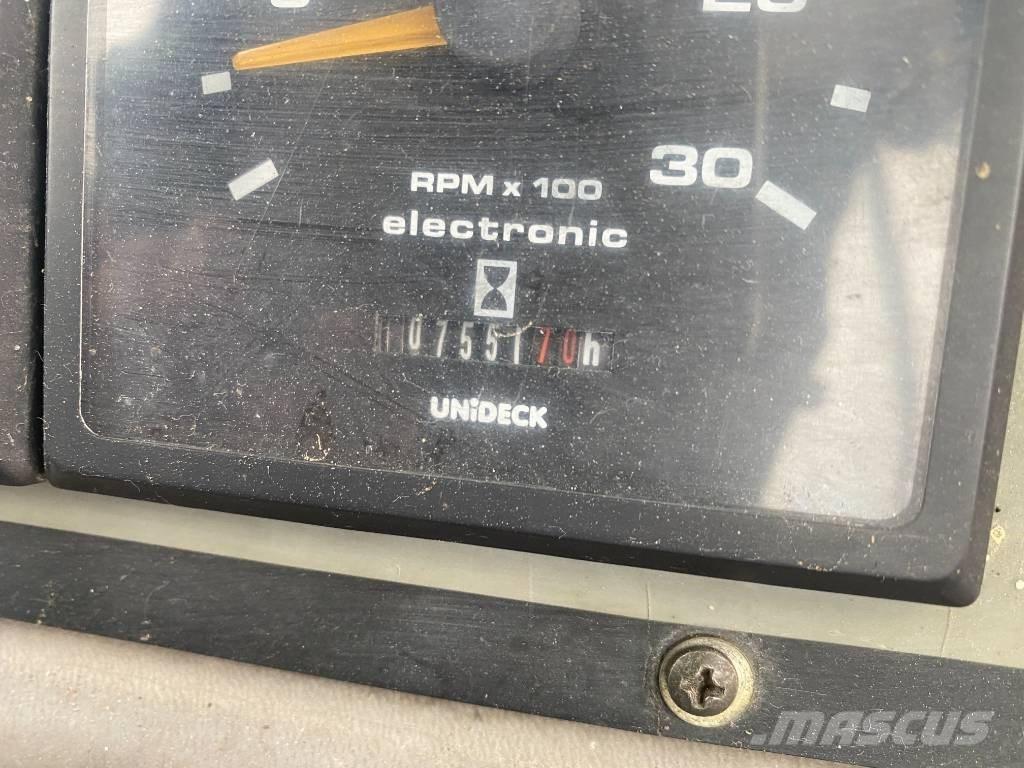 RPM x 100
30
electronic
0755170h
UNiDECK
MASCUS